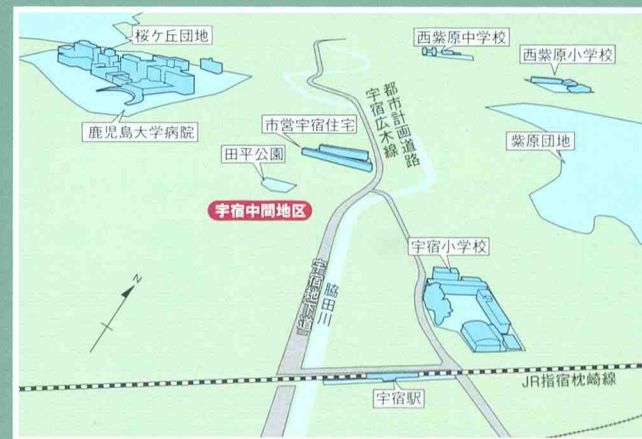 桜ケ丘団地
西紫原中学校
西紫原小学校
鹿児島大学病院
市営宇宿住宅
都市計画道路
宇宿広木線
田平公園
紫原団地
宇宿中間地区
宇宿小学校
N
宇宿地下道
脇田川
JR指宿枕崎線
宇宿駅